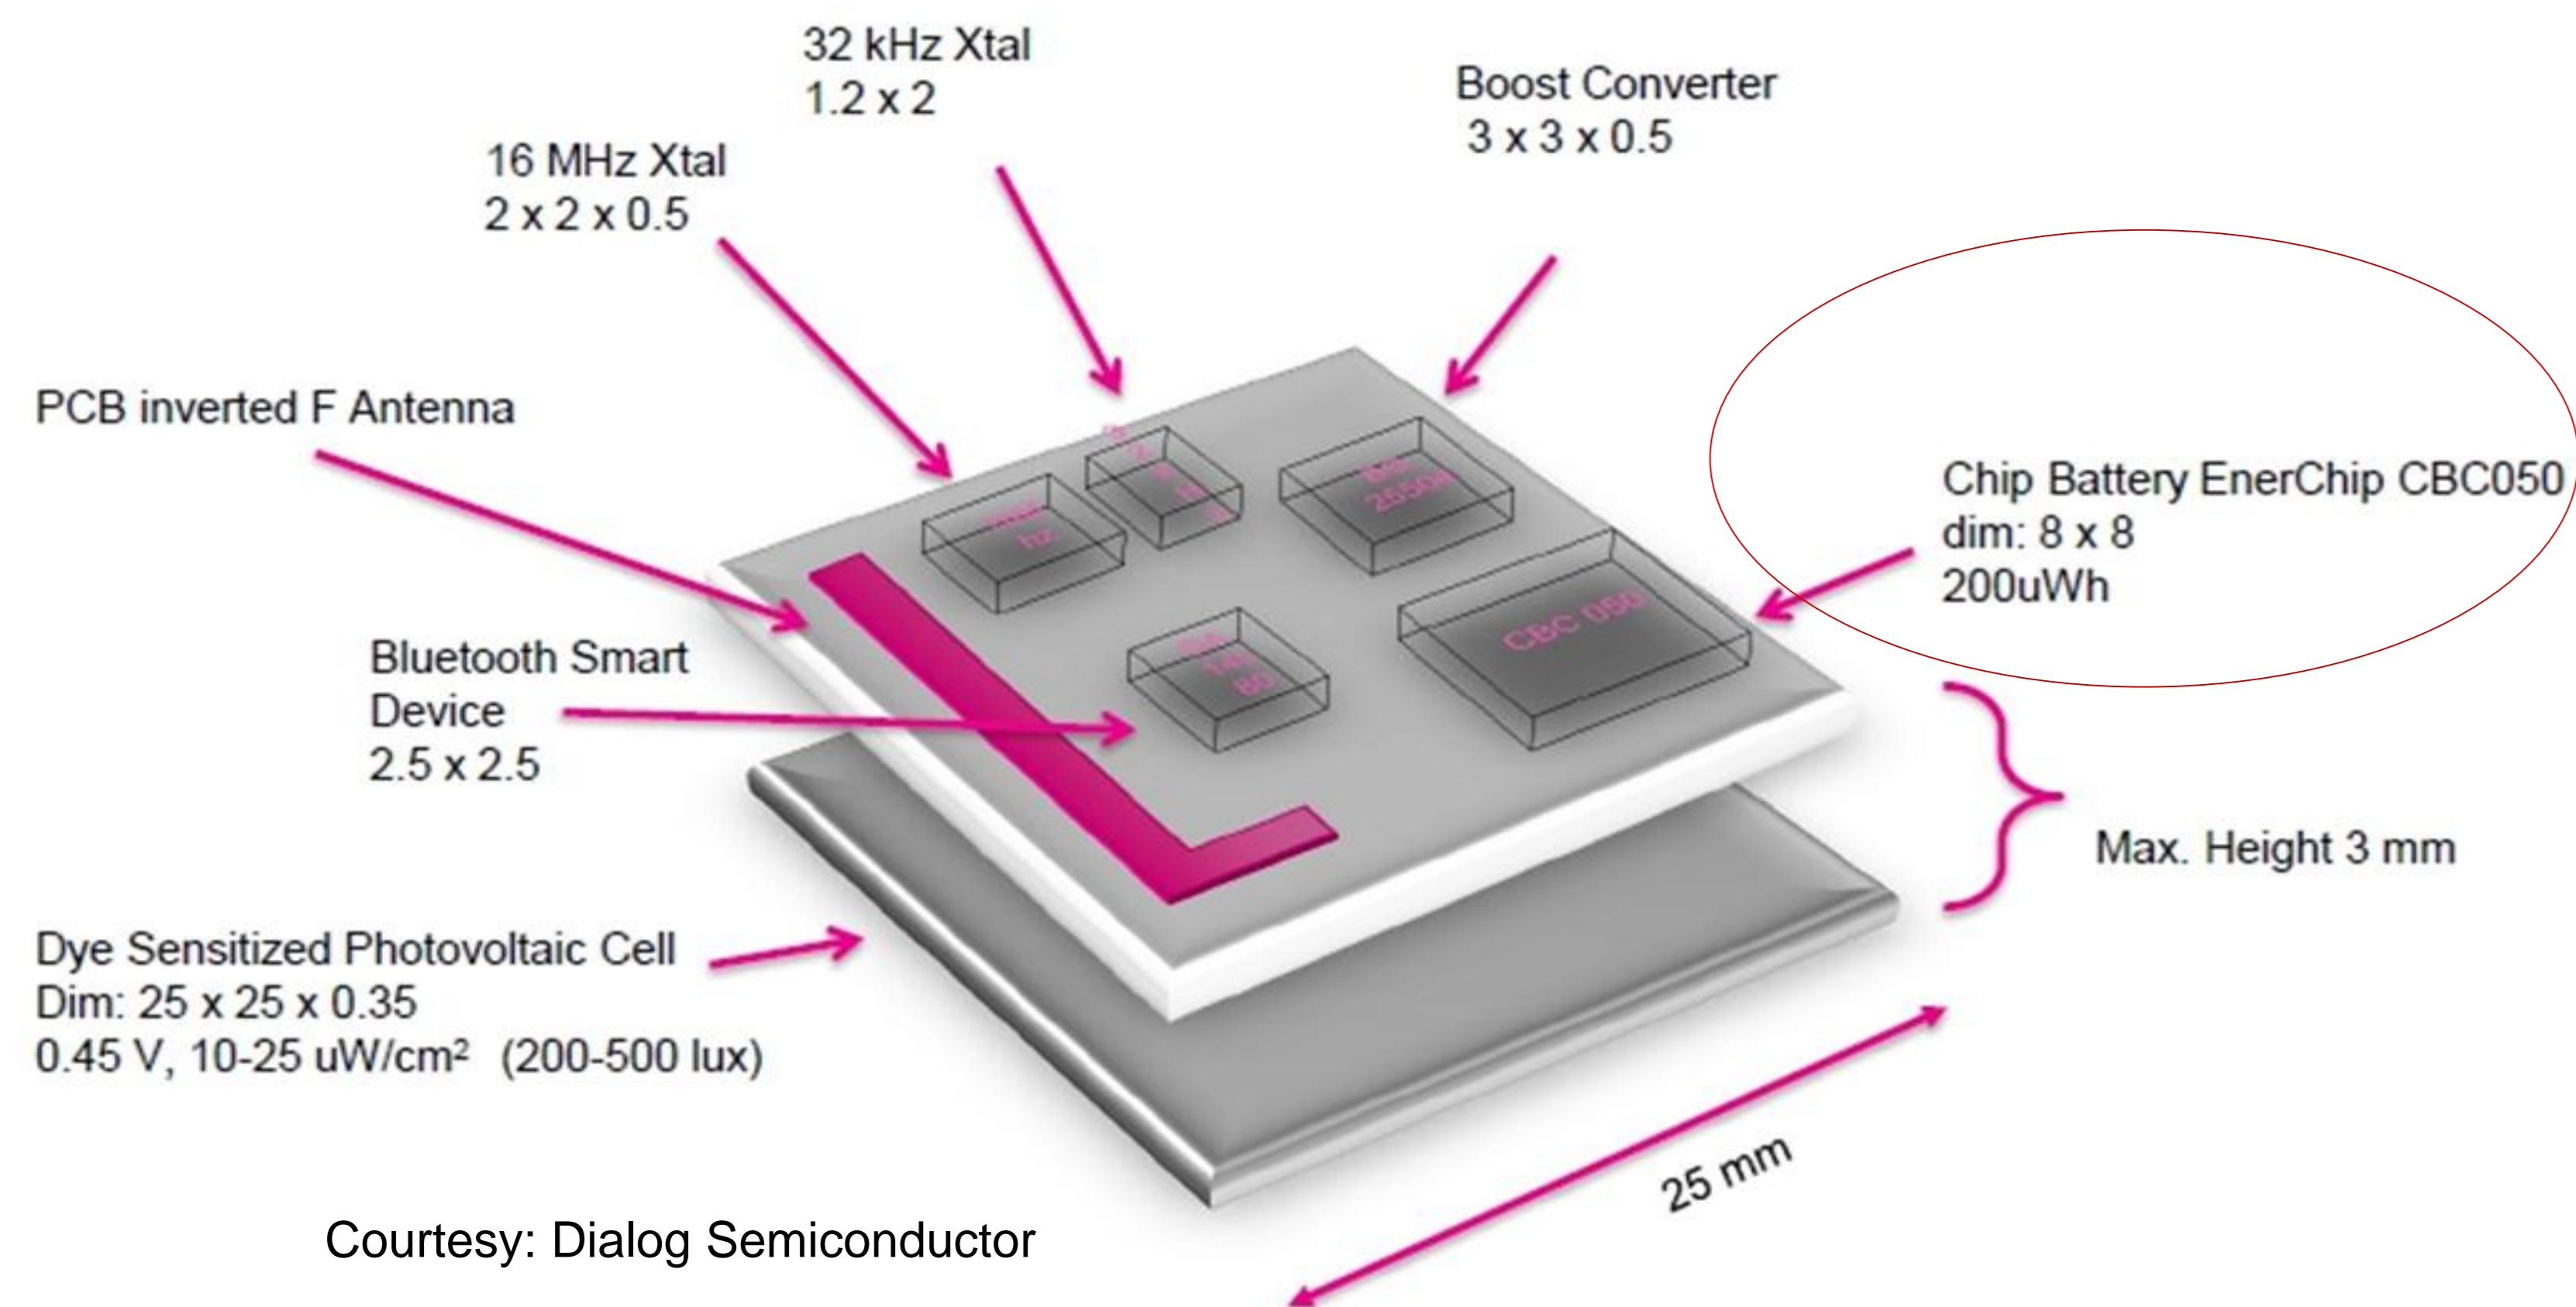 32 kHz Xtal
1.2 x 2
Boost Converter
3 x 3 x 0.5
16 MHz Xtal
2 x 2 x 0.5
PCB inverted F Antenna
Chip Battery EnerChip CBC050
dim: 8 x 8
200uWh
CBC 050
Bluetooth Smart
Device
2.5 x 2.5
80
Max. Height 3 mm
Dye Sensitized Photovoltaic Cell
Dim: 25 x 25 x 0.35
0.45 V, 10-25 uW/cm² (200-500 lux)
25 mm
Courtesy: Dialog Semiconductor